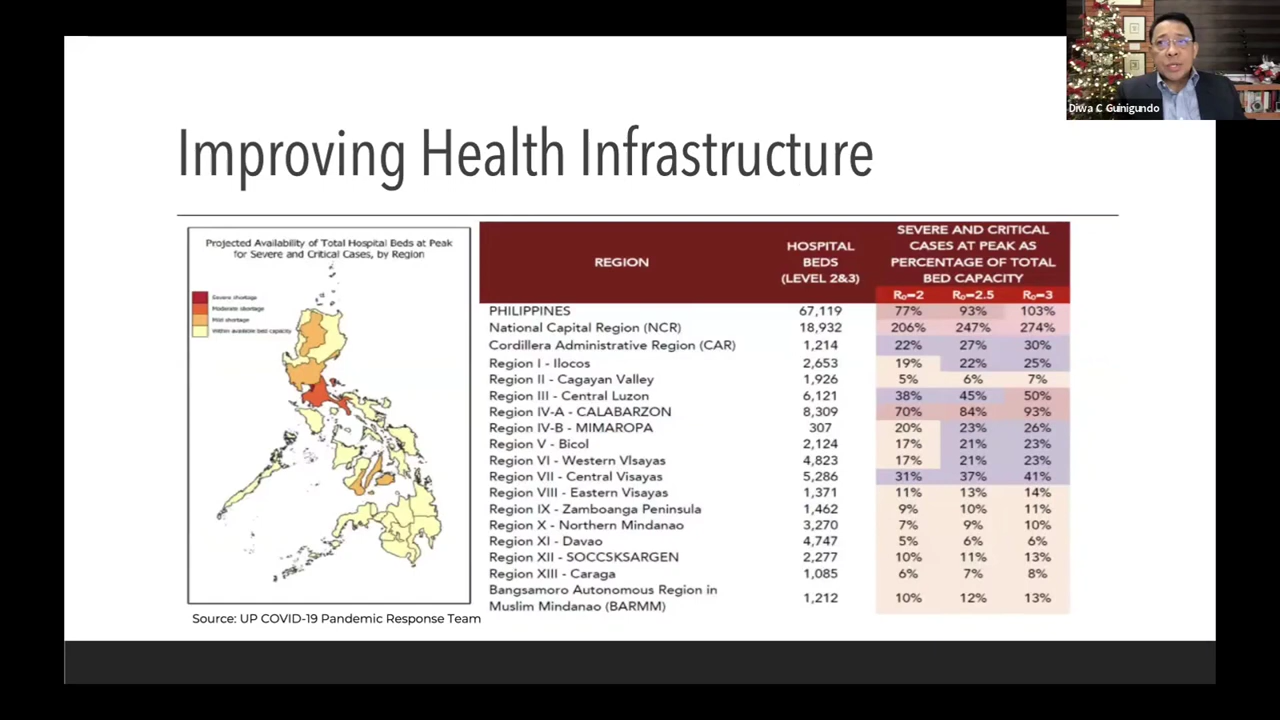 Diwa C Guinigundo
Improving Health Infrastructure
Projected Availability of Total Hospital Beds at Peak
for Severe and Critical Cases, by Region
Severe shortage
Moderate shortage
Mild shortage
Within available bed capacity
REGION
HOSPITAL
BEDS
(LEVEL 2&3)
SEVERE AND CRITICAL
CASES AT PEAK AS
PERCENTAGE OF TOTAL
BED CAPACITY
R₀=2 R₀=2.5 R₀=3
PHILIPPINES 67,119 77% 93% 103%
National Capital Region (NCR) 18,932 206% 247% 274%
Cordillera Administrative Region (CAR) 1,214 22% 27% 30%
Region I - Ilocos 2,653 19% 22% 25%
Region II - Cagayan Valley 1,926 5% 6% 7%
Region III - Central Luzon 6,121 38% 45% 50%
Region IV-A - CALABARZON 8,309 70% 84% 93%
Region IV-B - MIMAROPA 307 20% 23% 26%
Region V - Bicol 2,124 17% 21% 23%
Region VI - Western VIsayas 4,823 17% 21% 23%
Region VII - Central Visayas 5,286 31% 37% 41%
Region VIII - Eastern Visayas 1,371 11% 13% 14%
Region IX - Zamboanga Peninsula 1,462 9% 10% 11%
Region X - Northern Mindanao 3,270 7% 9% 10%
Region XI - Davao 4,747 5% 6% 6%
Region XII - SOCCSKSARGEN 2,277 10% 11% 13%
Region XIII - Caraga 1,085 6% 7% 8%
Bangsamoro Autonomous Region in
Muslim Mindanao (BARMM) 1,212 10% 12% 13%
Source: UP COVID-19 Pandemic Response Team